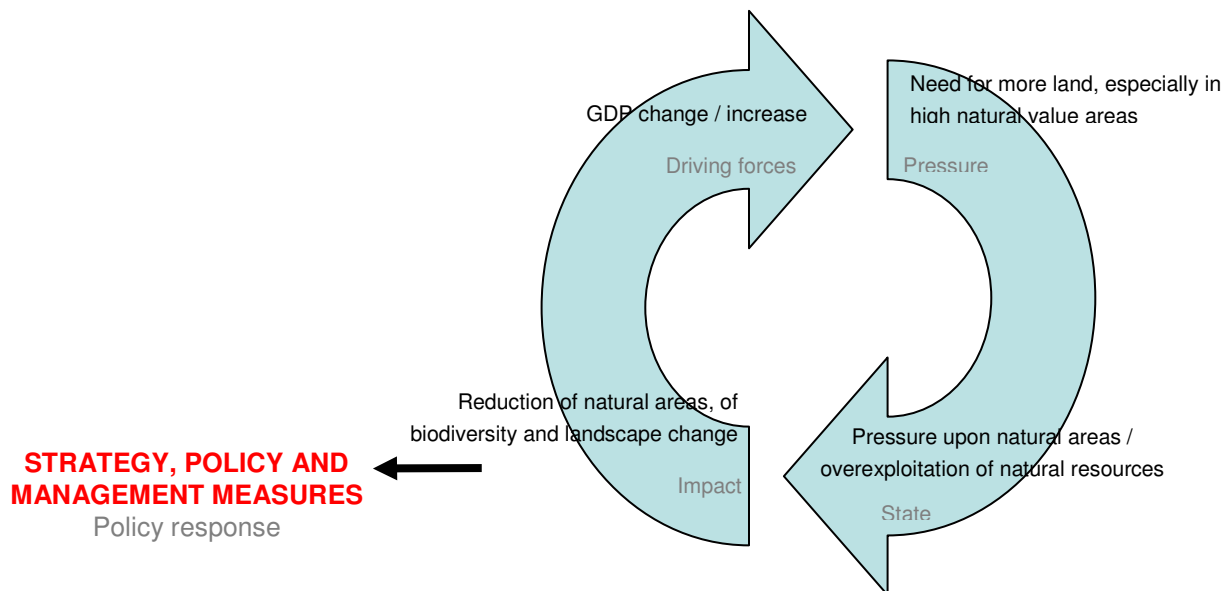 GDP change / increase
Driving forces
Need for more land, especially in
high natural value areas
Pressure
Pressure upon natural areas /
overexploitation of natural resources
State
Reduction of natural areas, of
biodiversity and landscape change
Impact
STRATEGY, POLICY AND
MANAGEMENT MEASURES
Policy response